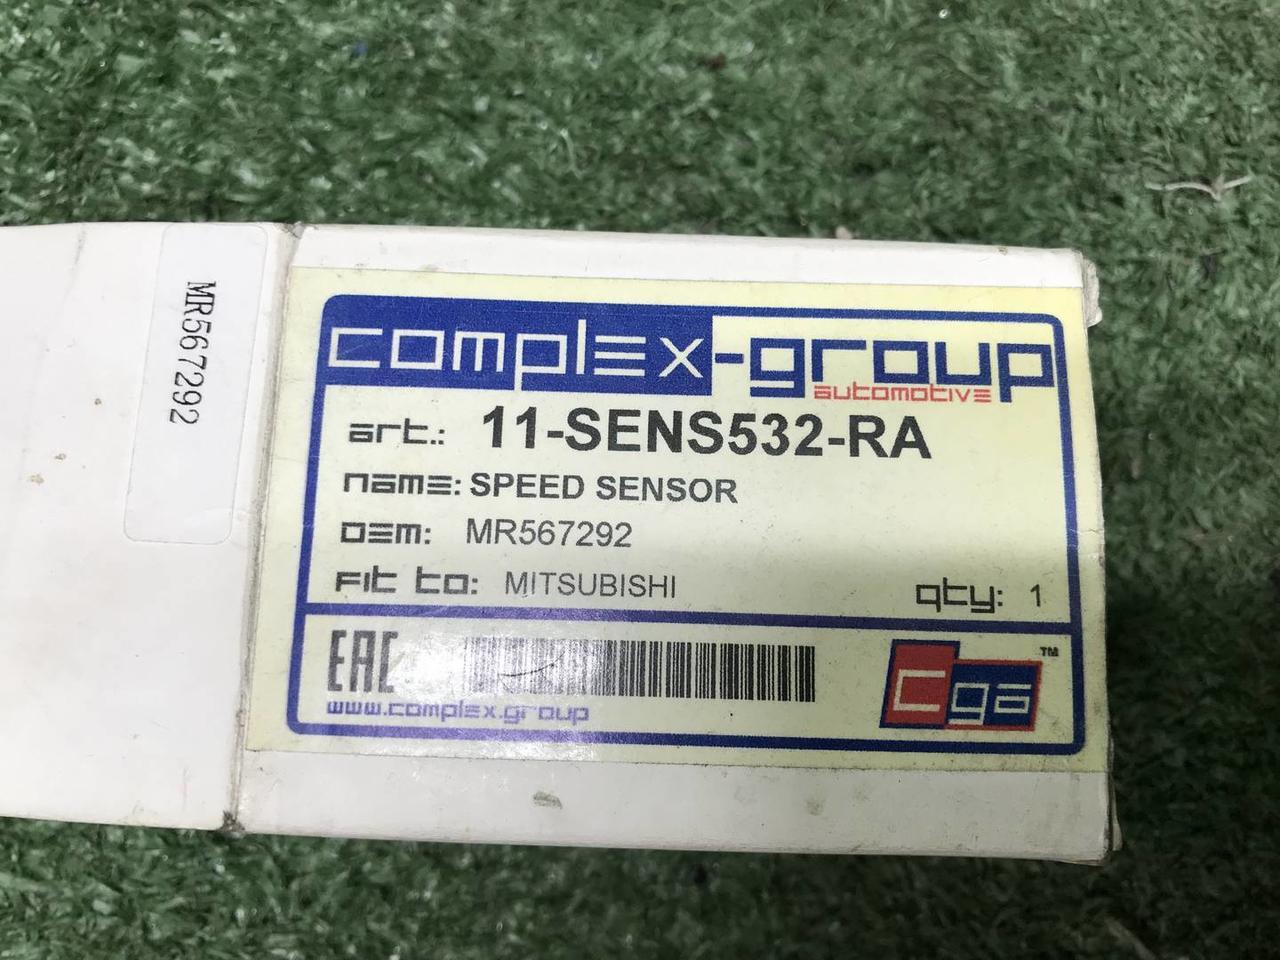 MR567292
complex-group
automotive
art.: 11-SENS532-RA
name: SPEED SENSOR
OEM: MR567292
Fit to: MITSUBISHI qty: 1
EAC
www.complex.group
cga TM